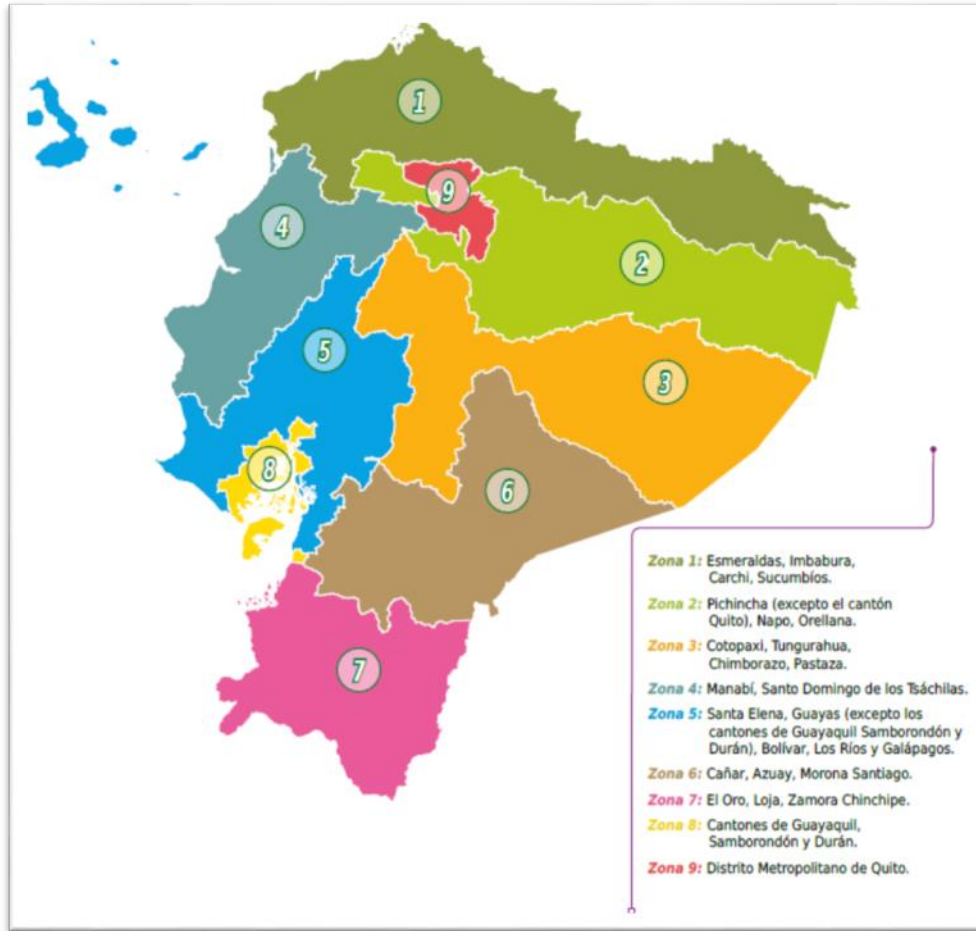 1
9
4
2
5
3
8
6
7
Zona 1: Esmeraldas, Imbabura,
Carchi, Sucumbíos.
Zona 2: Pichincha (excepto el cantón
Quito), Napo, Orellana.
Zona 3: Cotopaxi, Tungurahua,
Chimborazo, Pastaza.
Zona 4: Manabí, Santo Domingo de los Tsáchilas.
Zona 5: Santa Elena, Guayas (excepto los
cantones de Guayaquil Samborondón y
Durán), Bolívar, Los Ríos y Galápagos.
Zona 6: Cañar, Azuay, Morona Santiago.
Zona 7: El Oro, Loja, Zamora Chinchipe.
Zona 8: Cantones de Guayaquil,
Samborondón y Durán.
Zona 9: Distrito Metropolitano de Quito.